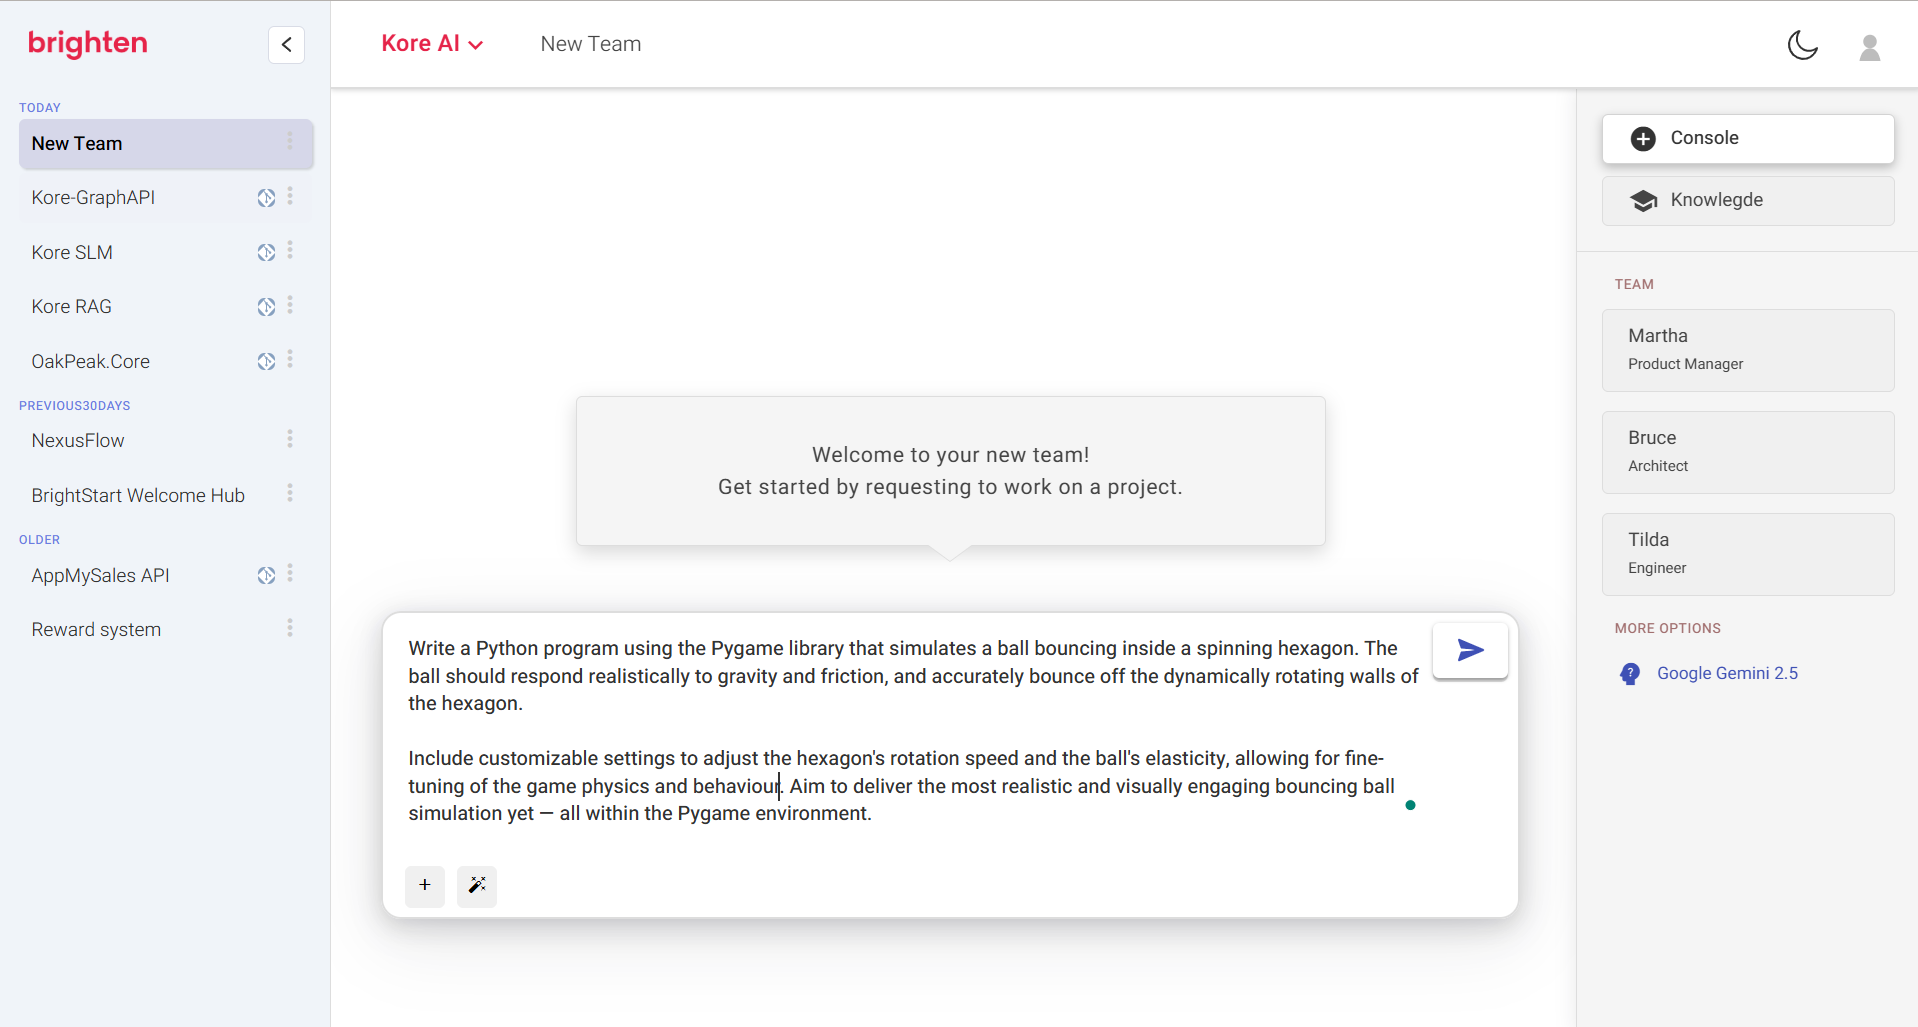 brighten
Kore AI
New Team
TODAY
New Team
Kore-GraphAPI
Kore SLM
Kore RAG
OakPeak.Core
PREVIOUS30DAYS
NexusFlow
BrightStart Welcome Hub
OLDER
AppMySales API
Reward system
Welcome to your new team!
Get started by requesting to work on a project.
Write a Python program using the Pygame library that simulates a ball bouncing inside a spinning hexagon. The
ball should respond realistically to gravity and friction, and accurately bounce off the dynamically rotating walls of
the hexagon.
Include customizable settings to adjust the hexagon's rotation speed and the ball's elasticity, allowing for fine-
tuning of the game physics and behaviour. Aim to deliver the most realistic and visually engaging bouncing ball
simulation yet — all within the Pygame environment.
+
Console
Knowlegde
TEAM
Martha
Product Manager
Bruce
Architect
Tilda
Engineer
MORE OPTIONS
Google Gemini 2.5